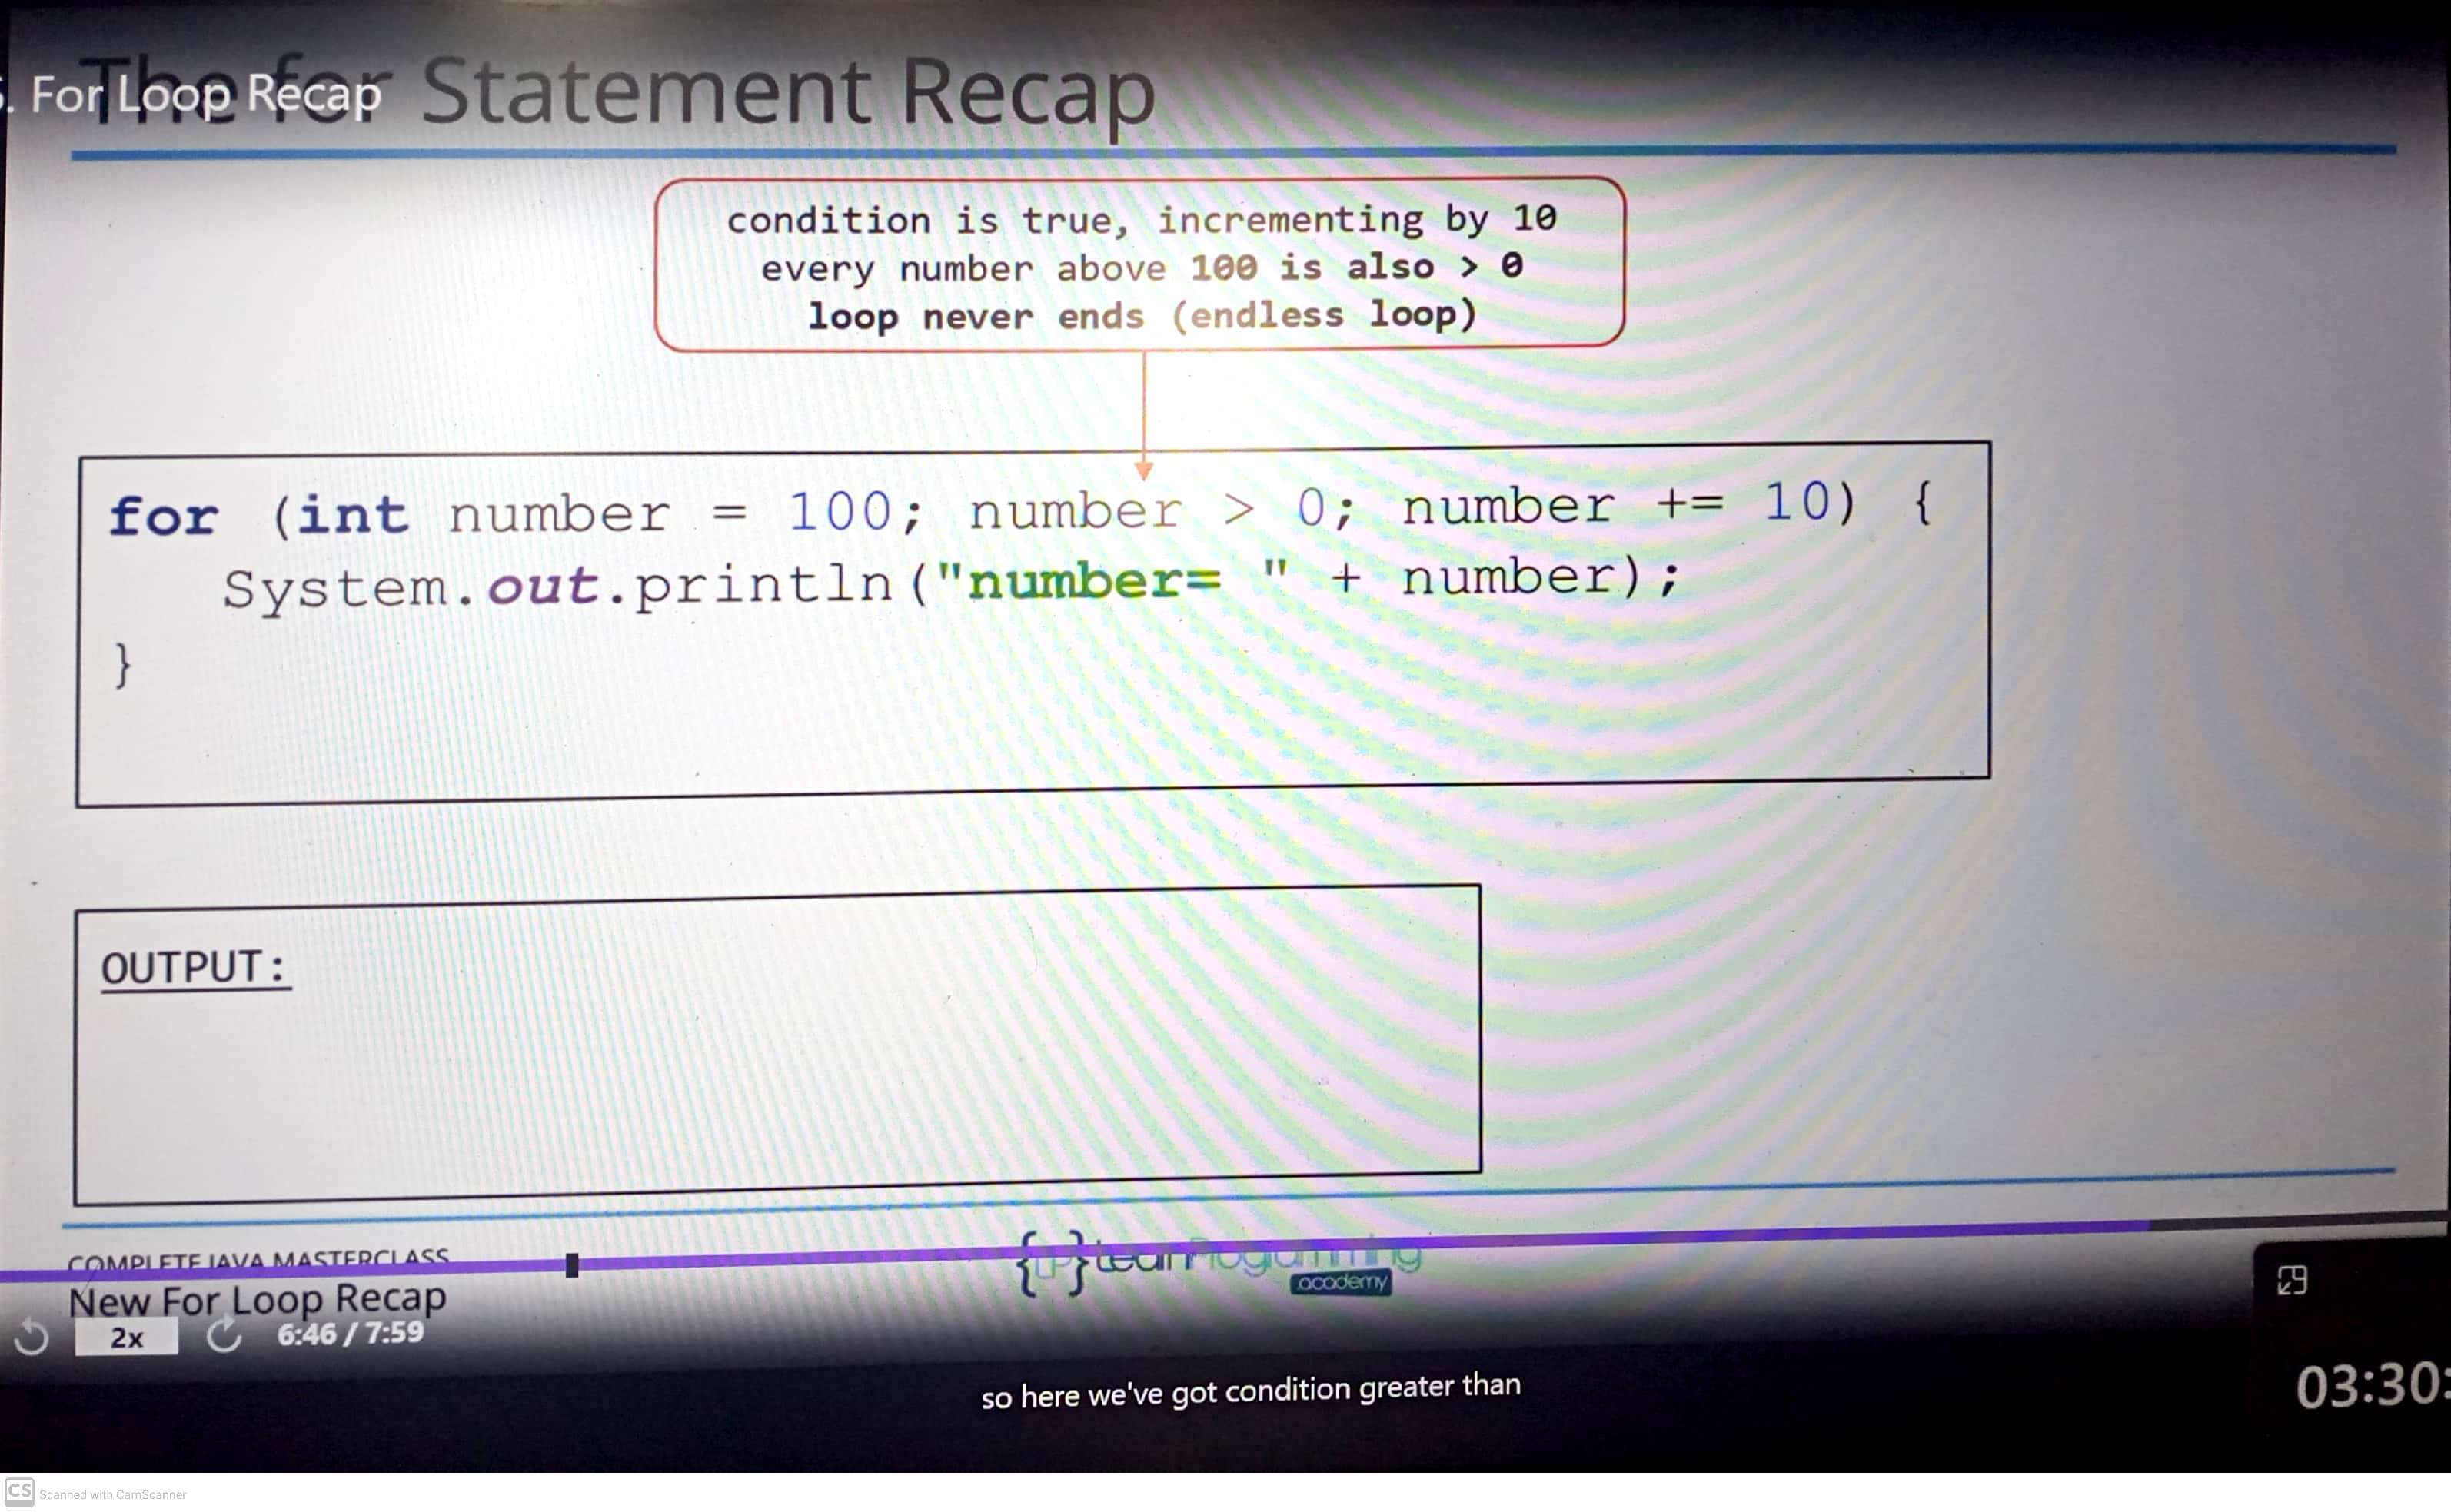 The for Statement Recap
. For Loop Recap
condition is true, incrementing by 10
every number above 100 is also > 0
loop never ends (endless loop)
for (int number = 100; number > 0; number += 10) {
System.out.println("number= " + number);
}
OUTPUT:
COMPLETE JAVA MASTERCLASS
{LP} Learn Programming
academy
New For Loop Recap
2x 6:46 / 7:59
so here we've got condition greater than
03:30:
CS Scanned with CamScanner